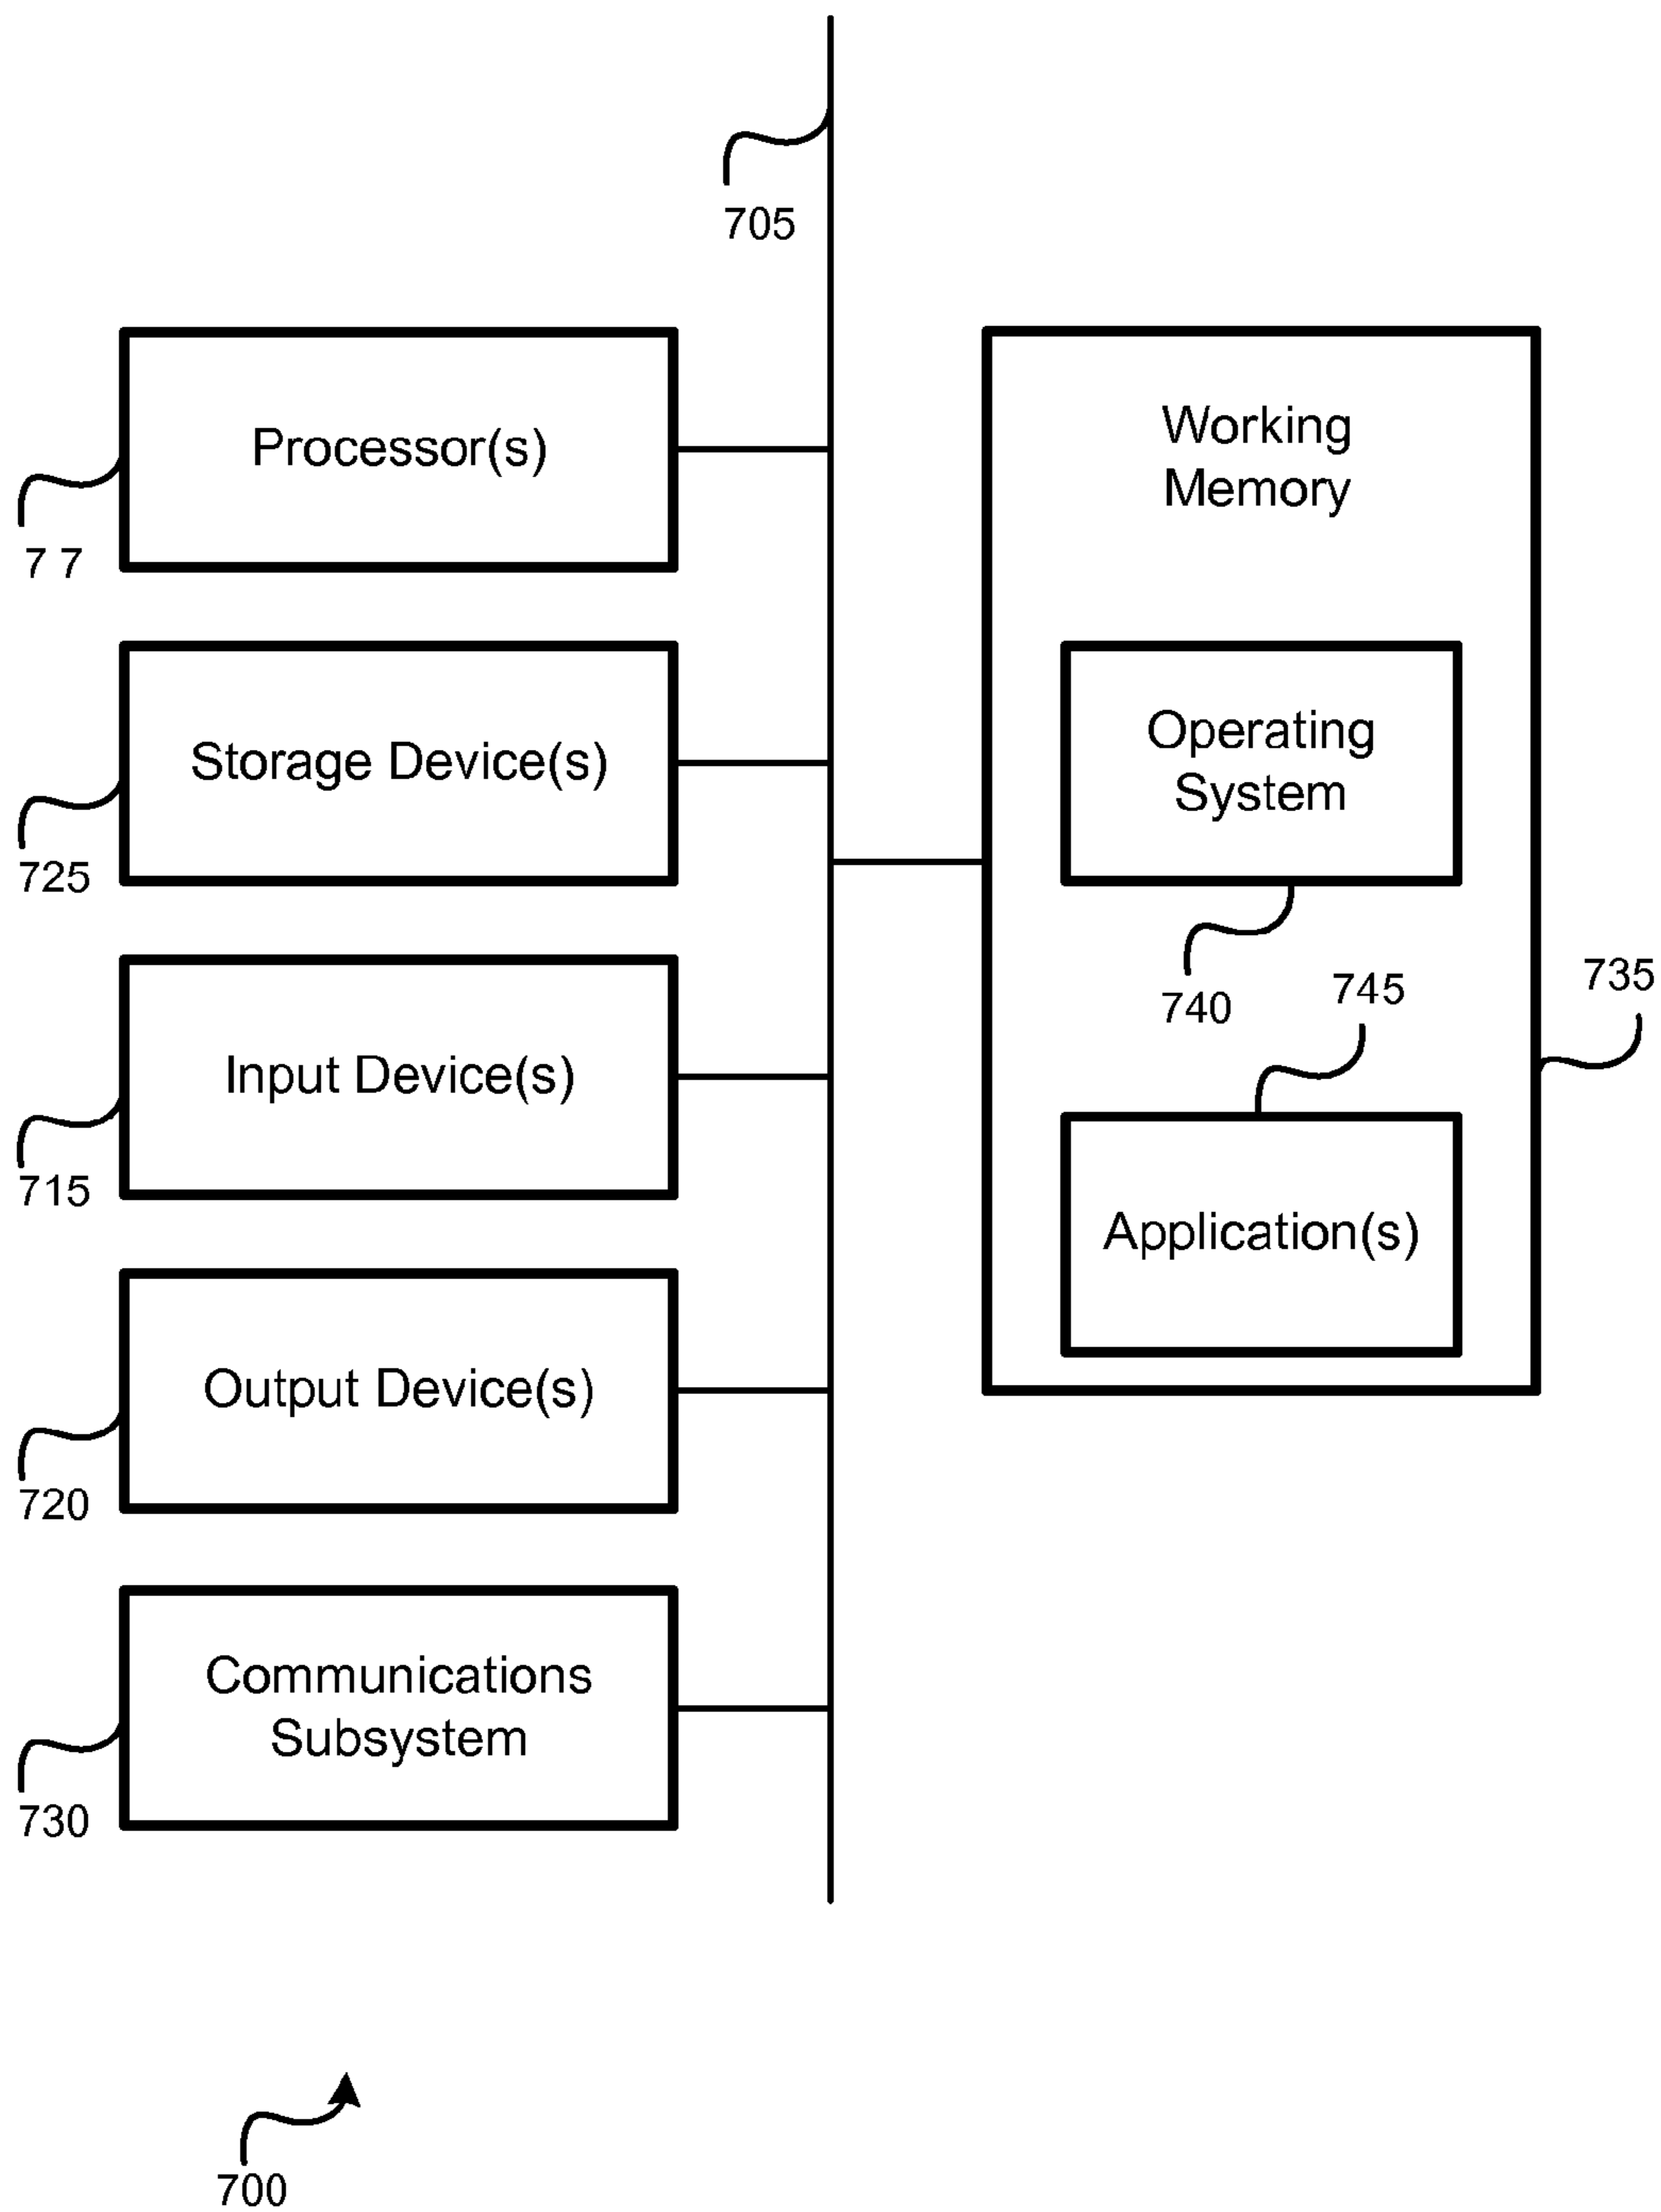 705
Processor(s)
7 7
Storage Device(s)
725
Input Device(s)
715
Output Device(s)
720
Communications
Subsystem
730
Working
Memory
Operating
System
740
745
735
Application(s)
700